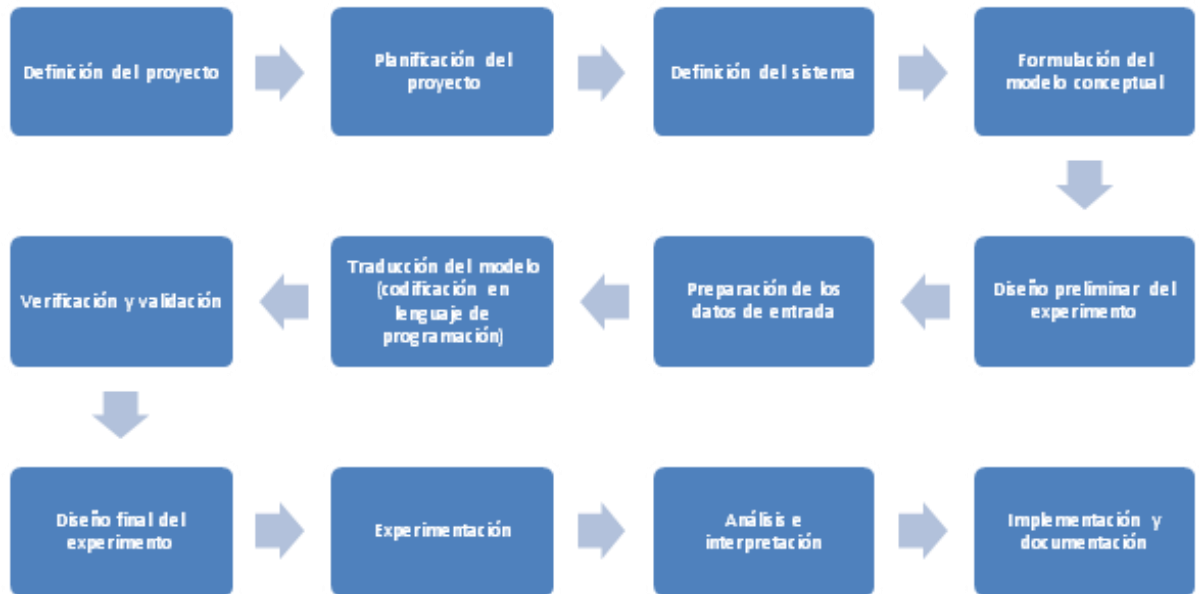 Definición del proyecto
Planificación del
proyecto
Definición del sistema
Formulación del
modelo conceptual
Diseño preliminar del
experimento
Preparación de los
datos de entrada
Traducción del modelo
(codificación en
lenguaje de
programación)
Verificación y validación
Diseño final del
experimento
Experimentación
Análisis e
interpretación
Implementación y
documentación